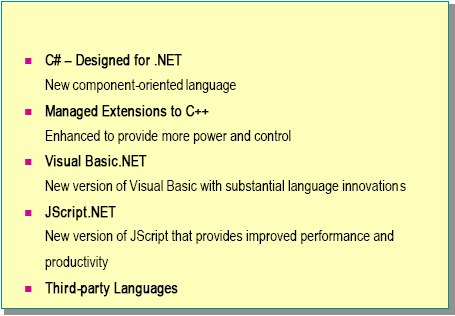 C# – Designed for .NET
New component-oriented language
Managed Extensions to C++
Enhanced to provide more power and control
Visual Basic.NET
New version of Visual Basic with substantial language innovations
JScript.NET
New version of JScript that provides improved performance and
productivity
Third-party Languages